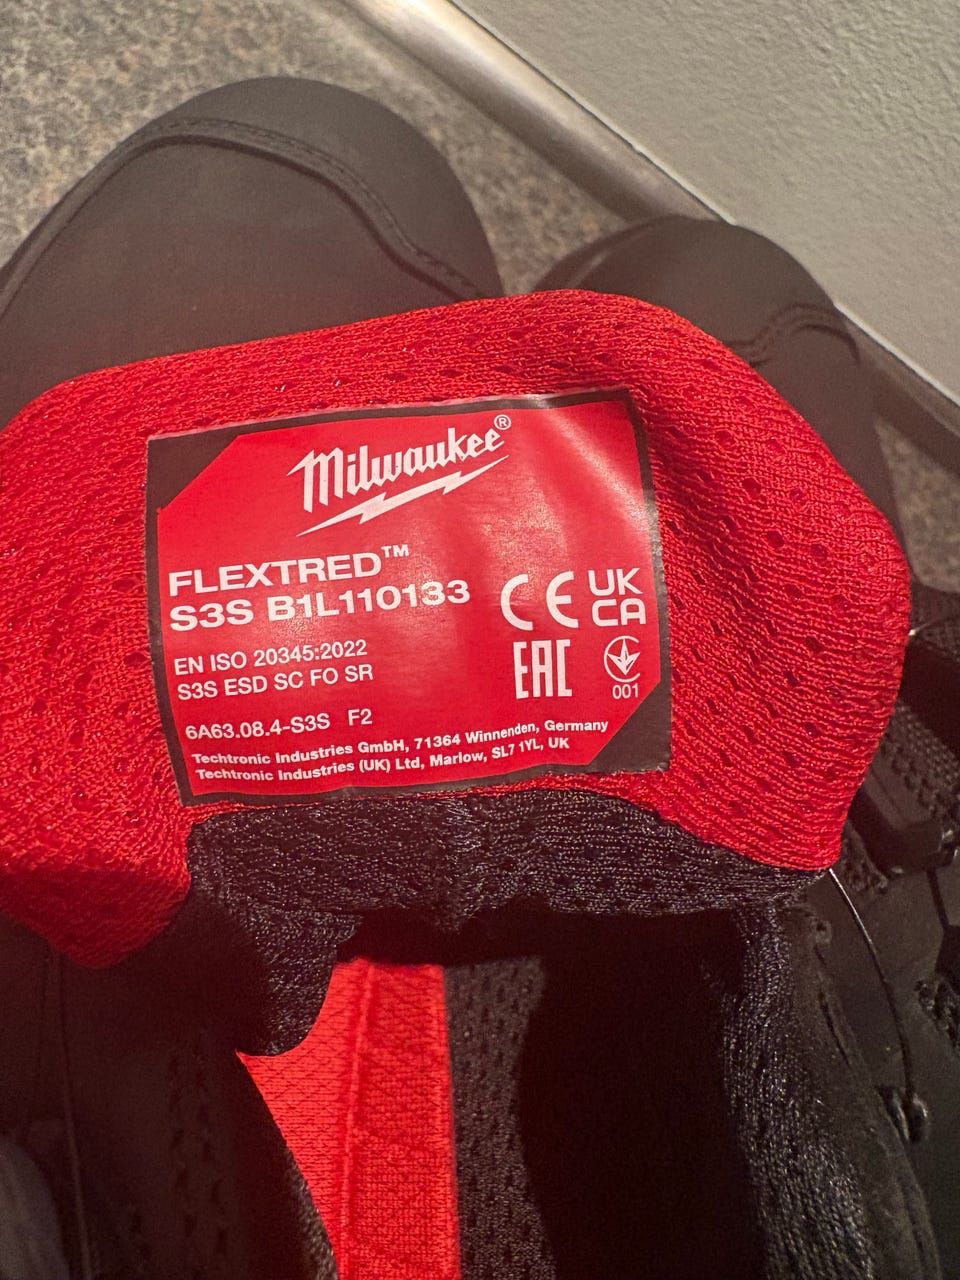 Milwaukee®
FLEXTRED™
S3S B1L110133
EN ISO 20345:2022
S3S ESD SC FO SR
6A63.08.4-S3S F2
CE UK
CA
EAC
001
Techtronic Industries GmbH, 71364 Winnenden, Germany
Techtronic Industries (UK) Ltd, Marlow, SL7 1YL, UK